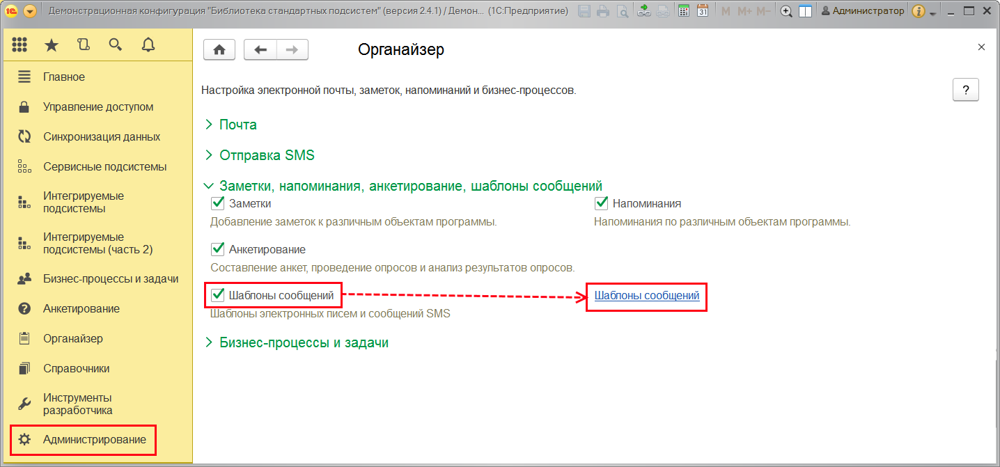 1С Демонстрационная конфигурация "Библиотека стандартных подсистем" (версия 2.4.1) / Демон... (1С:Предприятие) 31 M M+ M- Администратор i
Главное
Управление доступом
Синхронизация данных
Сервисные подсистемы
Интегрируемые
подсистемы
Интегрируемые
подсистемы (часть 2)
Бизнес-процессы и задачи
? Анкетирование
Органайзер
Справочники
Инструменты
разработчика
Администрирование
Органайзер
Настройка электронной почты, заметок, напоминаний и бизнес-процессов.
?
Почта
Отправка SMS
Заметки, напоминания, анкетирование, шаблоны сообщений
Заметки
Напоминания
Добавление заметок к различным объектам программы.
Напоминания по различным объектам программы.
Анкетирование
Составление анкет, проведение опросов и анализ результатов опросов.
Шаблоны сообщений
Шаблоны сообщений
Шаблоны электронных писем и сообщений SMS
Бизнес-процессы и задачи